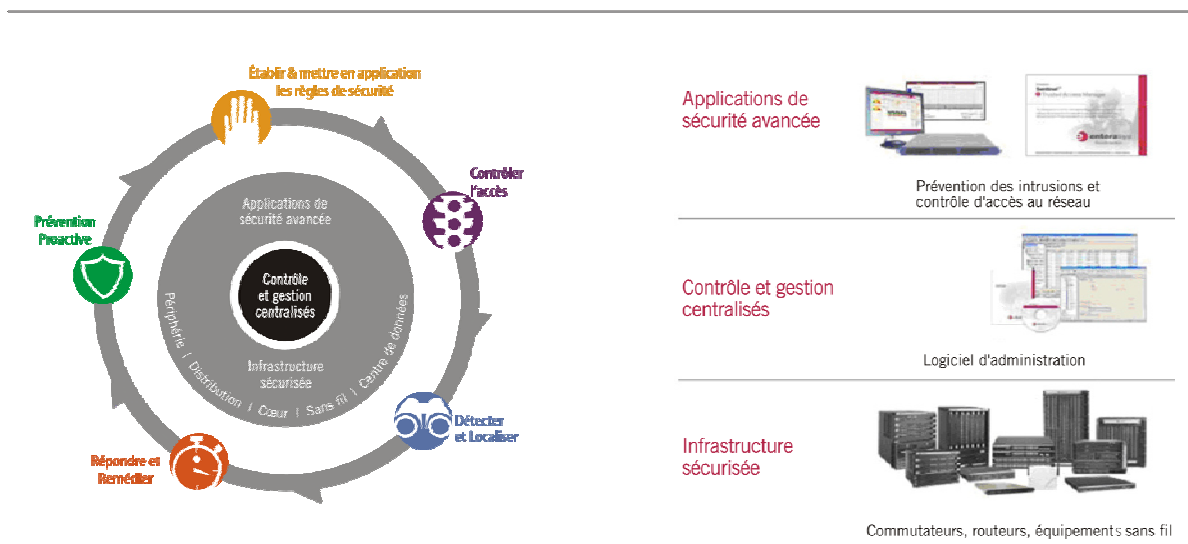 Établir & mettre en application
les règles de sécurité
Contrôler
l'accès
Prévention
Proactive
Applications de
sécurité avancée
Contrôle
et gestion
centralisés
Infrastructure
sécurisée
Périphérie | Distribution | Cœur | Sans fil | Centre de données
Détecter
et Localiser
Répondre et
Remédier
Applications de
sécurité avancée
enterasys
Prévention des intrusions et
contrôle d'accès au réseau
Contrôle et gestion
centralisés
Logiciel d'administration
Infrastructure
sécurisée
Commutateurs, routeurs, équipements sans fil